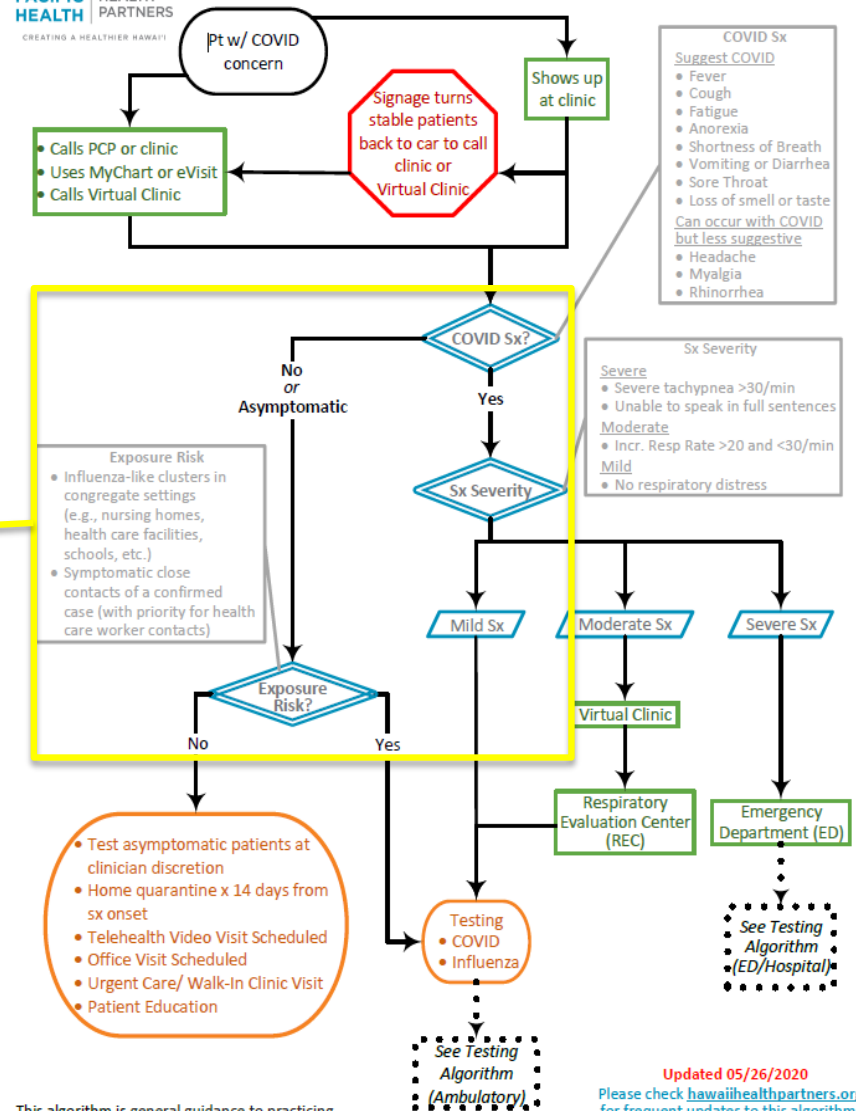 HEALTH
PARTNERS
CREATING A HEALTHIER HAWAI'I
Pt w/ COVID
concern
Shows up
at clinic
Signage turns
stable patients
back to car to call
clinic or
Virtual Clinic
• Calls PCP or clinic
• Uses MyChart or eVisit
• Calls Virtual Clinic
COVID Sx
Suggest COVID
• Fever
• Cough
• Fatigue
• Anorexia
• Shortness of Breath
• Vomiting or Diarrhea
• Sore Throat
• Loss of smell or taste
Can occur with COVID
but less suggestive
• Headache
• Myalgia
• Rhinorrhea
COVID Sx?
No
or
Asymptomatic
Yes
Sx Severity
Severe
• Severe tachypnea >30/min
• Unable to speak in full sentences
Moderate
• Incr. Resp Rate >20 and <30/min
Mild
• No respiratory distress
Exposure Risk
• Influenza-like clusters in
congregate settings
(e.g., nursing homes,
health care facilities,
schools, etc.)
• Symptomatic close
contacts of a confirmed
case (with priority for health
care worker contacts)
Sx Severity
Mild Sx
Moderate Sx
Severe Sx
Exposure
Risk?
No
Yes
Virtual Clinic
Respiratory
Evaluation Center
(REC)
Emergency
Department (ED)
• Test asymptomatic patients at
clinician discretion
• Home quarantine x 14 days from
sx onset
• Telehealth Video Visit Scheduled
• Office Visit Scheduled
• Urgent Care/ Walk-In Clinic Visit
• Patient Education
Testing
• COVID
• Influenza
See Testing
Algorithm
(ED/Hospital)
See Testing
Algorithm
(Ambulatory)
Updated 05/26/2020
Please check hawaiihealthpartners.org
for frequent updates to this algorithm
This algorithm is general guidance to practicing